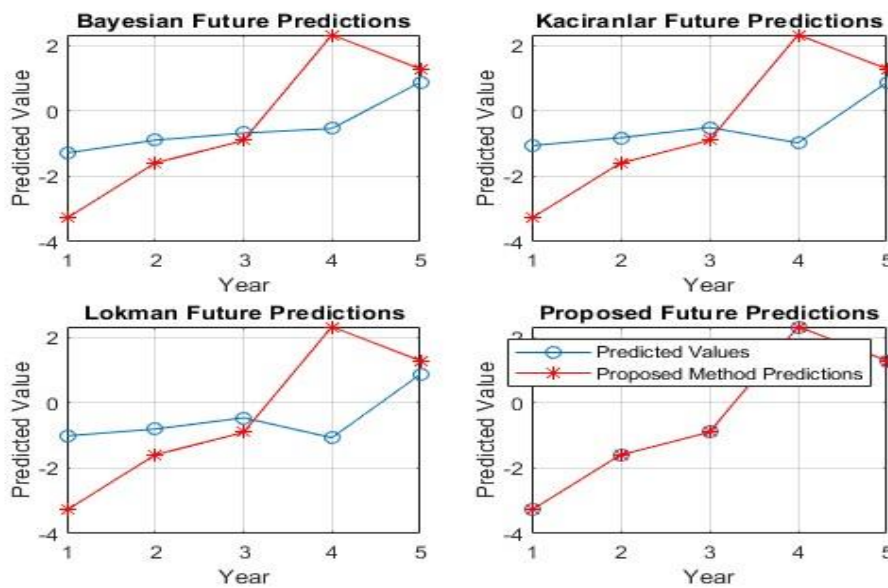 Bayesian Future Predictions
Predicted Value
2
0
-2
-4
1 2 3 4 5
Year
Kaciranlar Future Predictions
Predicted Value
2
0
-2
-4
1 2 3 4 5
Year
Lokman Future Predictions
Predicted Value
2
0
-2
-4
1 2 3 4 5
Year
Proposed Future Predictions
Predicted Value
2
Predicted Values
Proposed Method Predictions
0
-2
-4
1 2 3 4 5
Year